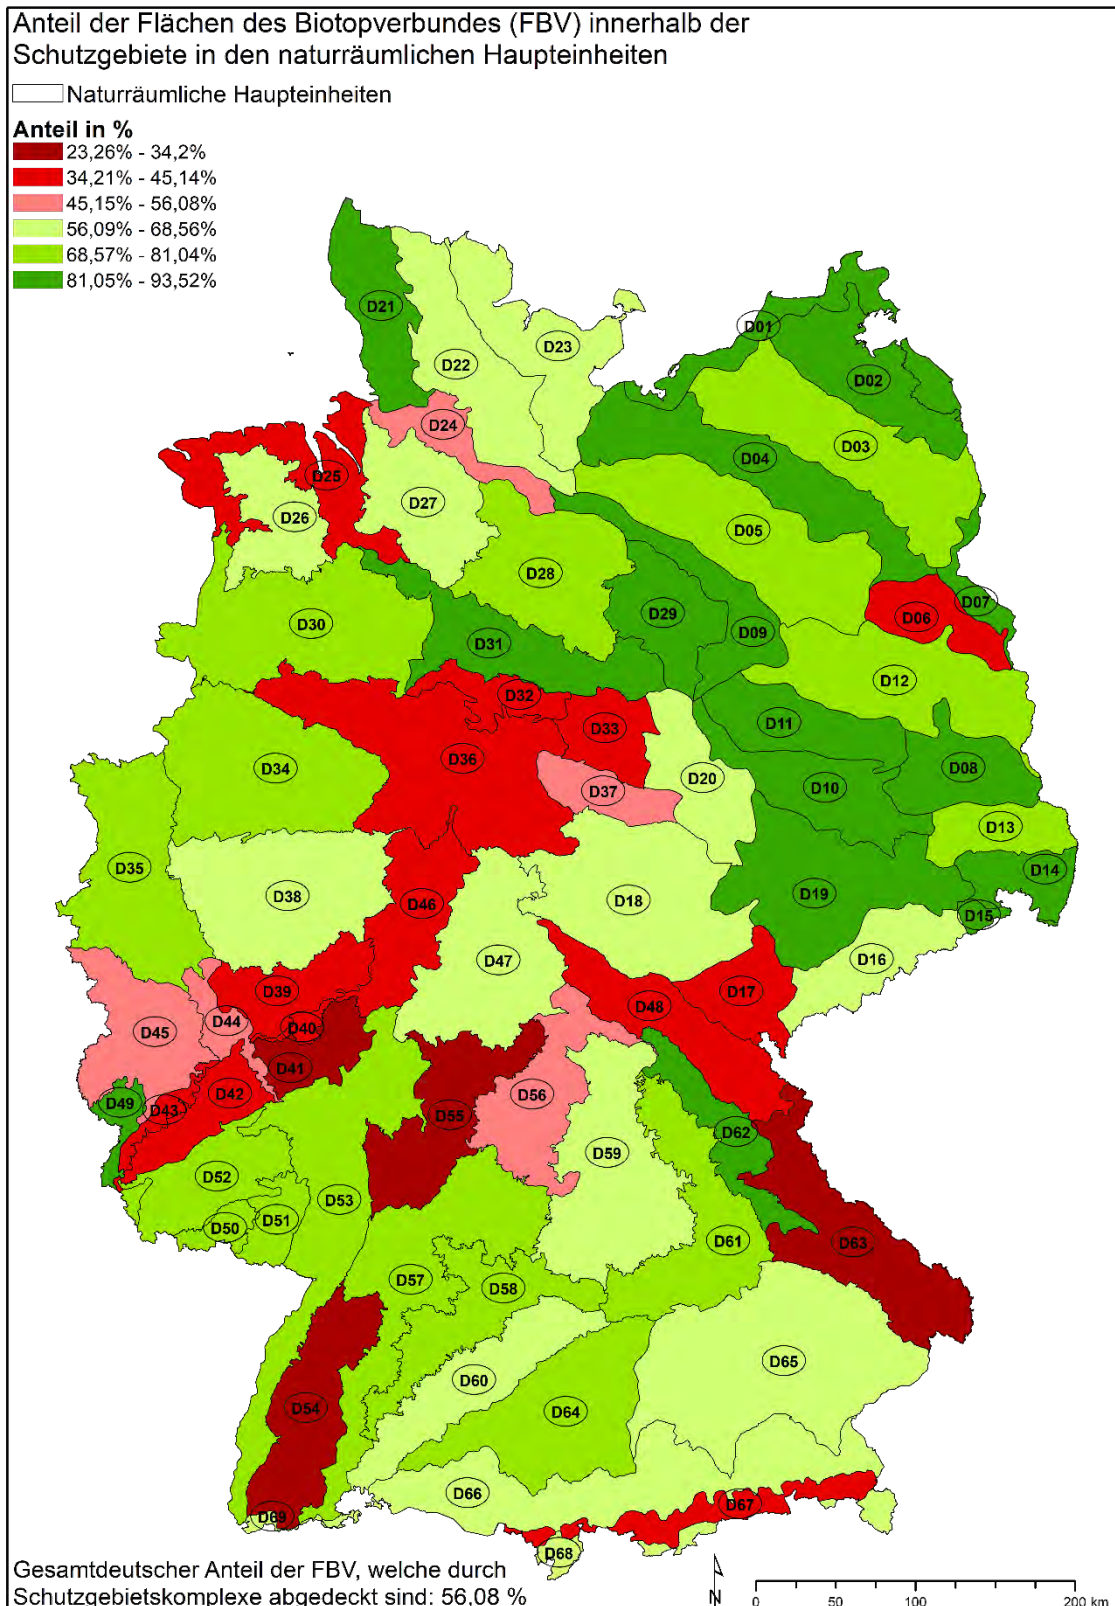 Anteil der Flächen des Biotopverbundes (FBV) innerhalb der
Schutzgebiete in den naturräumlichen Haupteinheiten
Naturräumliche Haupteinheiten
Anteil in %
23,26% - 34,2%
34,21% - 45,14%
45,15% - 56,08%
56,09% - 68,56%
68,57% - 81,04%
81,05% - 93,52%
D21
D01
D23
D22
D02
D24
D03
D04
D25
D27
D26
D05
D28
D07
D29
D06
D30
D09
D31
D12
D32
D11
D33
D36
D34
D08
D20
D10
D37
D13
D35
D14
D38
D19
D18
D46
D15
D16
D47
D39
D17
D48
D44
D40
D45
D41
D42
D56
D49
D43
D55
D62
D59
D52
D53
D51
D50
D61
D63
D57
D58
D65
D60
D54
D64
D66
D67
D69
D68
Gesamtdeutscher Anteil der FBV, welche durch
Schutzgebietskomplexe abgedeckt sind: 56,08 %
N
0 50 100 200 km